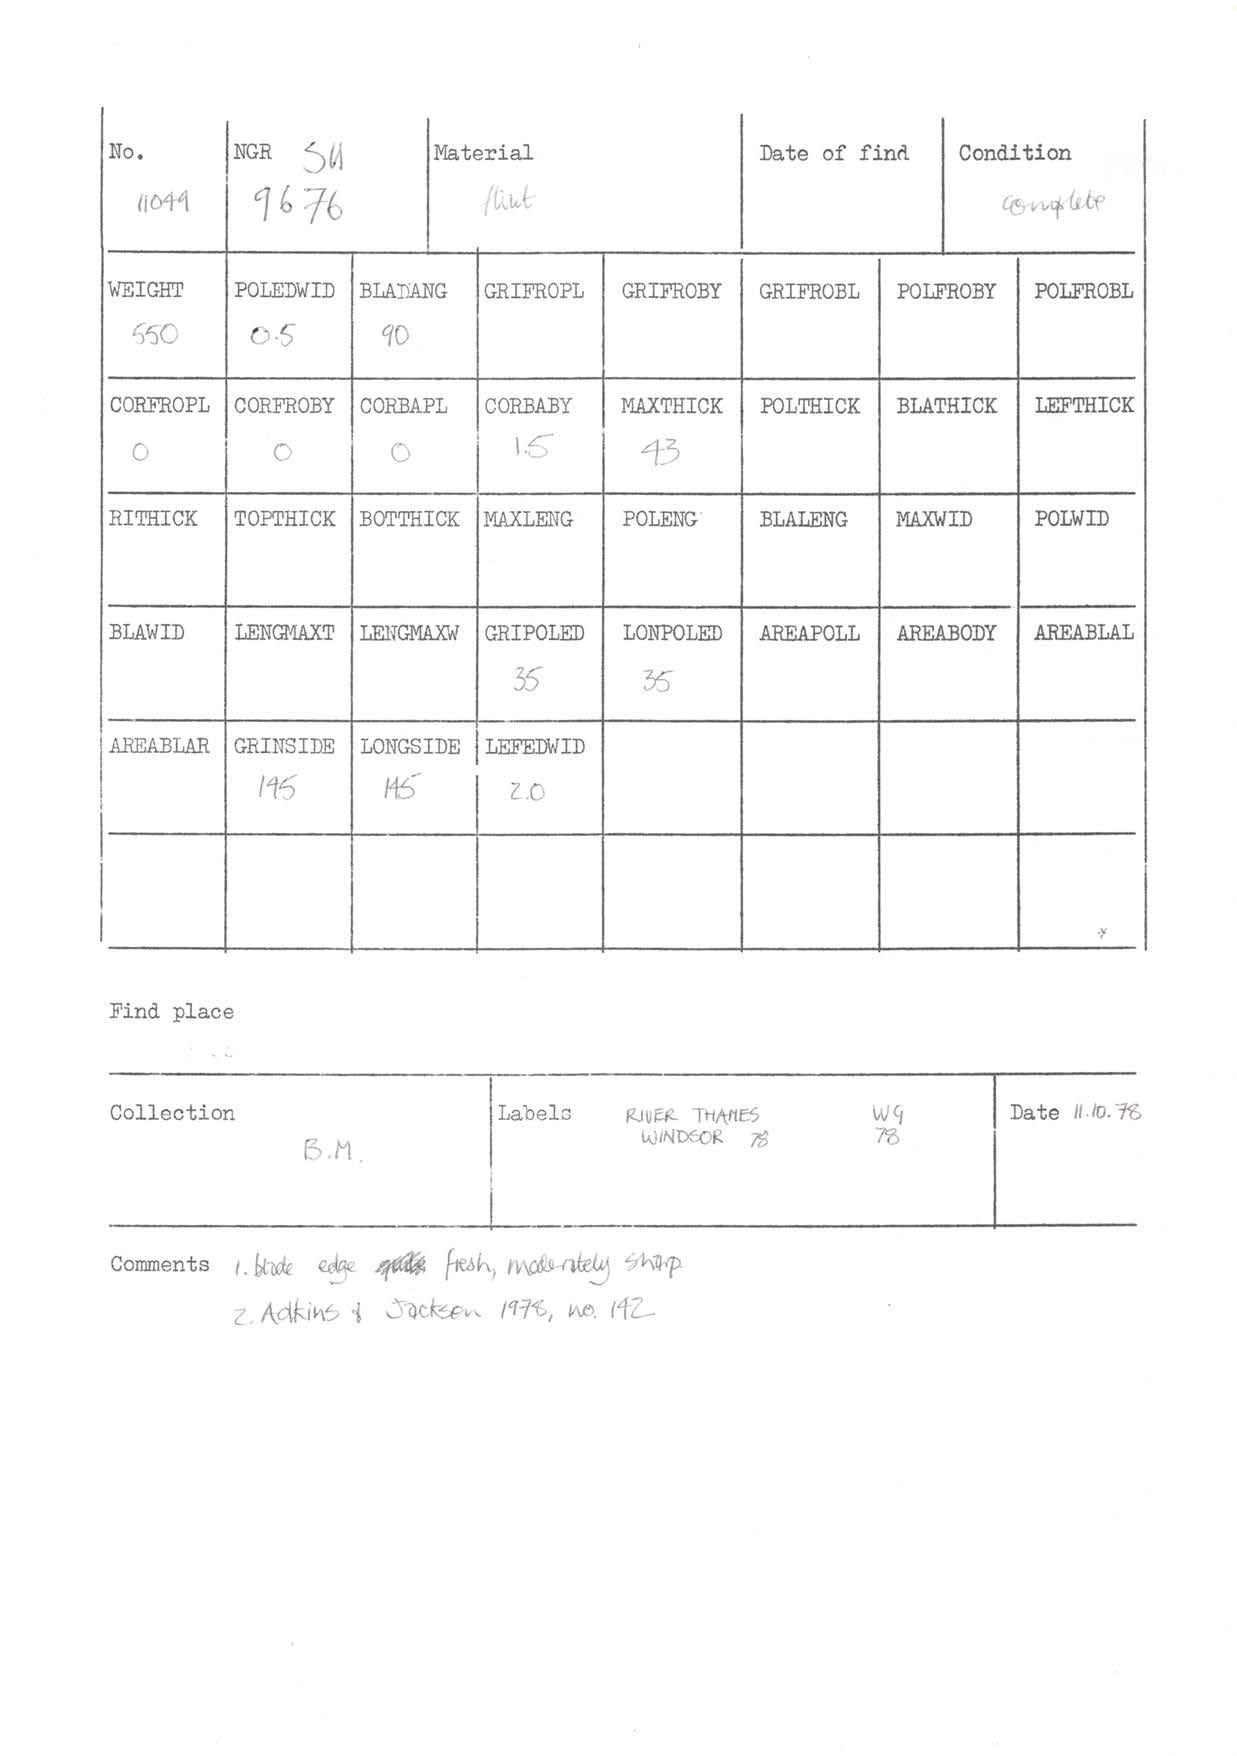 No. NGR SU Material Date of find Condition
11049 9676 flint complete
WEIGHT POLEDWID BLADANG GRIFROPL GRIFROBY GRIFROBL POLFROBY POLFROBL
550 0.5 90
CORFROPL CORFROBY CORBAPL CORBABY MAXTHICK POLTHICK BLATHICK LEFTHICK
0 0 0 1.5 43
RITHICK TOPTHICK BOTTHICK MAXLENG POLENG BLALENG MAXWID POLWID
BLAWID LENGMAXT LENGMAXW GRIPOLED LONPOLED AREAPOLL AREABODY AREABLAL
35 35
AREABLAR GRINSIDE LONGSIDE LEFEDWID
145 145 2.0
Find place
Collection Labels RIVER THAMES W9 Date 11.10.78
WINDSOR 78 78
B.M.
Comments 1. blade edge fresh, moderately sharp
2. Adkins & Jackson 1978, no. 142